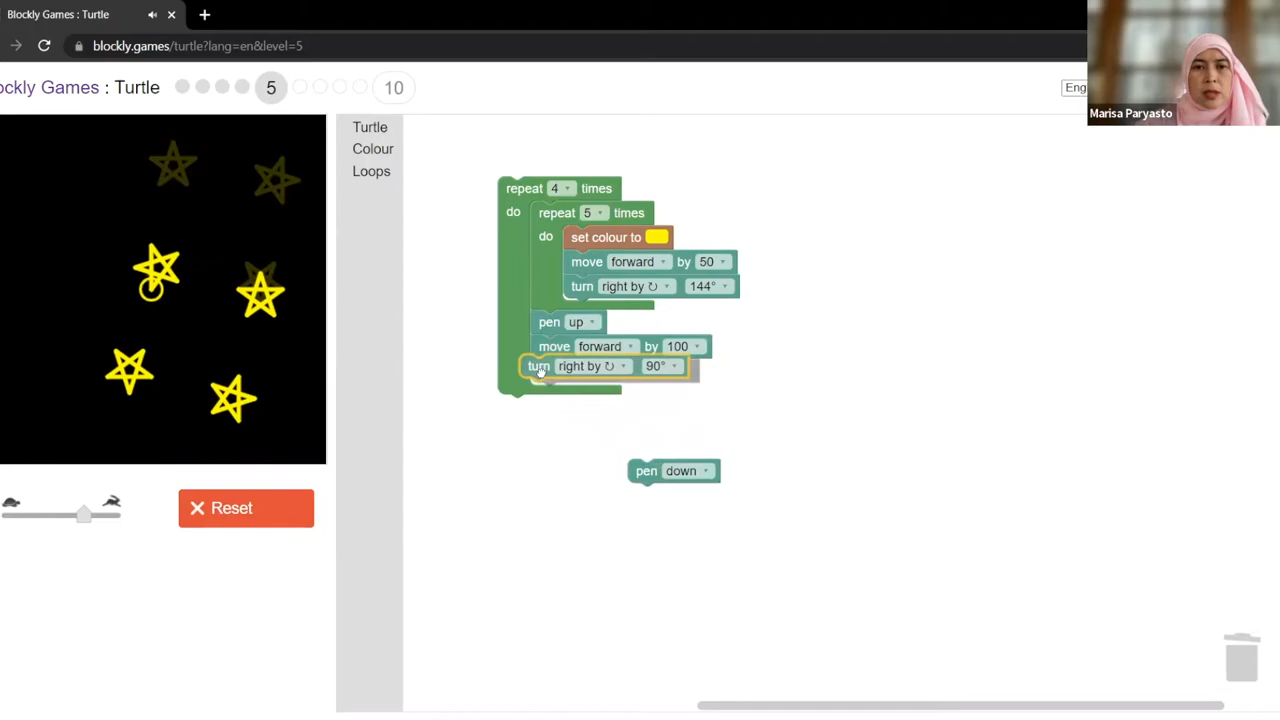 Blockly Games : Turtle
blockly.games/turtle?lang=en&level=5
ockly Games : Turtle
5
10
Eng
Marisa Paryasto
Turtle
Colour
Loops
repeat 4 times
do
repeat 5 times
do
set colour to
move forward by 50
turn right by ↻ 144°
pen up
move forward by 100
turn right by ↻ 90°
pen down
Reset